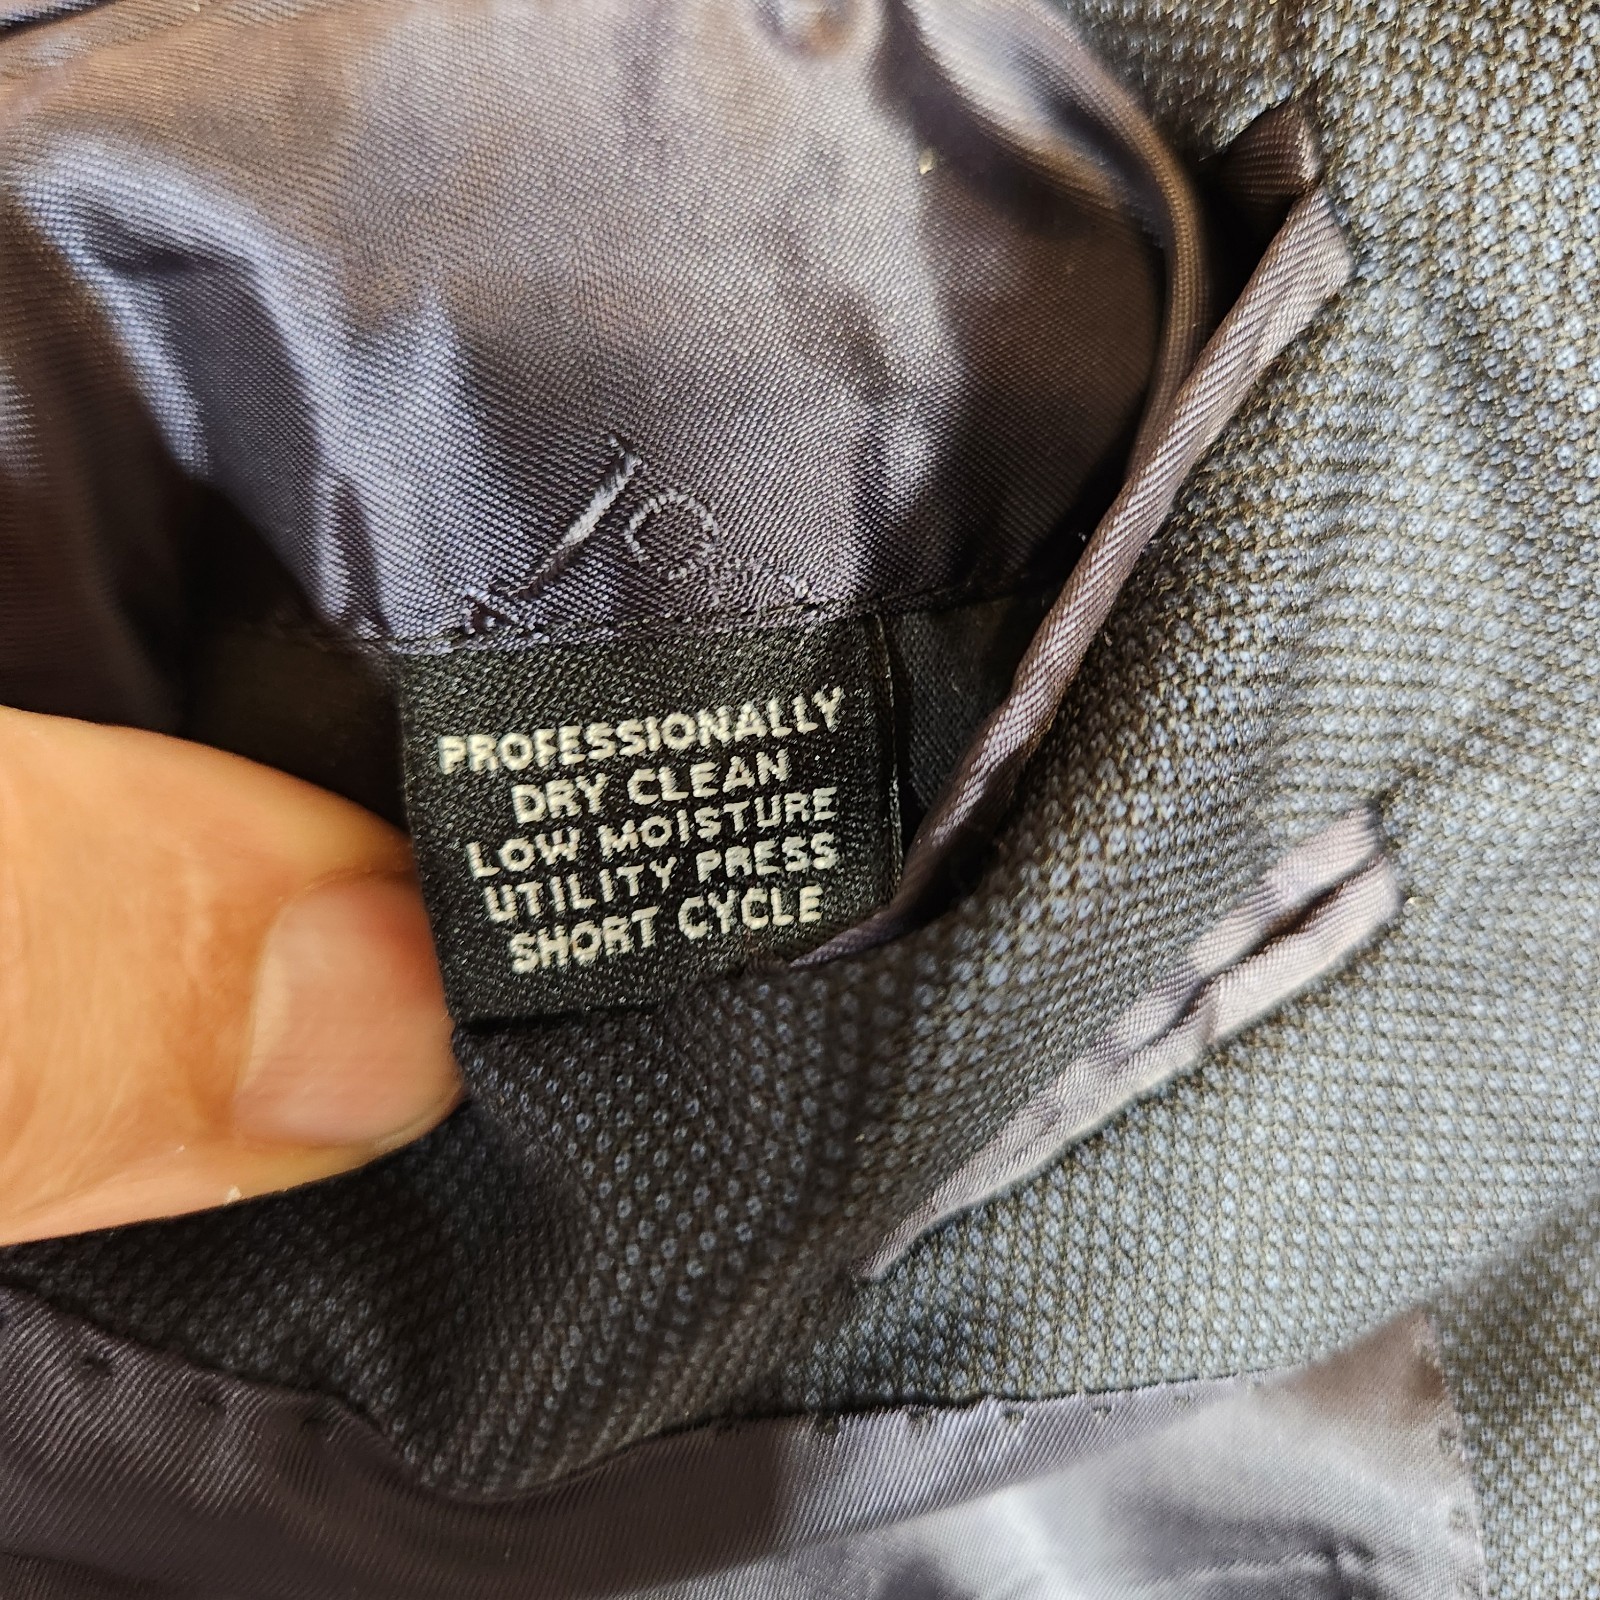 PROFESSIONALLY
DRY CLEAN
LOW MOISTURE
UTILITY PRESS
SHORT CYCLE